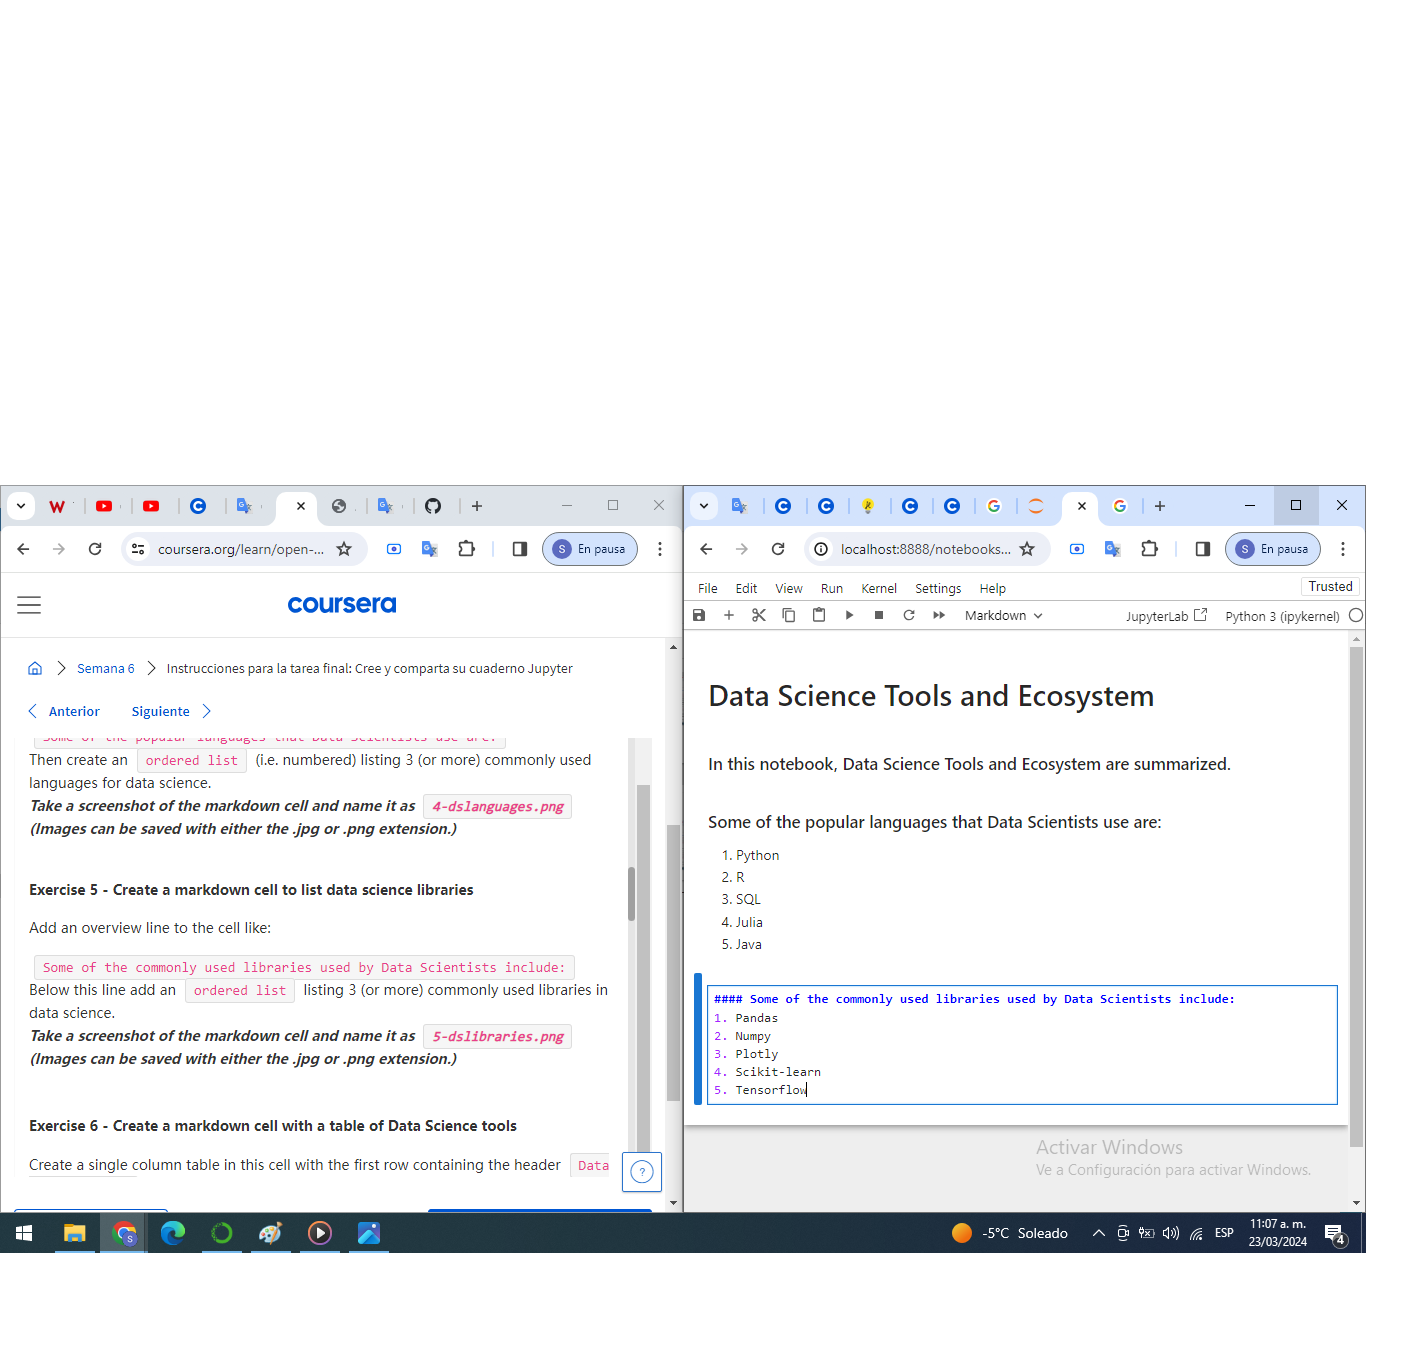 En pausa
coursera.org/learn/open-...
coursera
Semana 6
Instrucciones para la tarea final: Cree y comparta su cuaderno Jupyter
Anterior
Siguiente
Some of the popular languages that Data Scientists use are:
Then create an ordered list (i.e. numbered) listing 3 (or more) commonly used
languages for data science.
Take a screenshot of the markdown cell and name it as 4-dslanguages.png
(Images can be saved with either the .jpg or .png extension.)
Exercise 5 - Create a markdown cell to list data science libraries
Add an overview line to the cell like:
Some of the commonly used libraries used by Data Scientists include:
Below this line add an ordered list listing 3 (or more) commonly used libraries in
data science.
Take a screenshot of the markdown cell and name it as 5-dslibraries.png
(Images can be saved with either the .jpg or .png extension.)
Exercise 6 - Create a markdown cell with a table of Data Science tools
Create a single column table in this cell with the first row containing the header Data
?
localhost:8888/notebooks...
S En pausa
File Edit View Run Kernel Settings Help
Trusted
Markdown
JupyterLab
Python 3 (ipykernel)
Data Science Tools and Ecosystem
In this notebook, Data Science Tools and Ecosystem are summarized.
Some of the popular languages that Data Scientists use are:
1. Python
2. R
3. SQL
4. Julia
5. Java
#### Some of the commonly used libraries used by Data Scientists include:
1. Pandas
2. Numpy
3. Plotly
4. Scikit-learn
5. Tensorflow
Activar Windows
Ve a Configuración para activar Windows.
-5°C Soleado
ESP
11:07 a. m.
23/03/2024
4